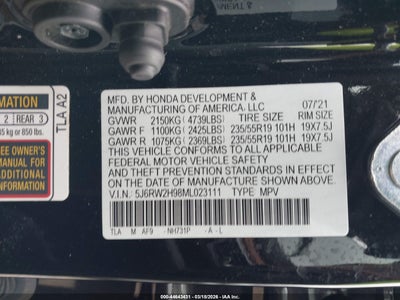 MFD. BY HONDA DEVELOPMENT &
MANUFACTURING OF AMERICA, LLC 07/21
GVWR 2150KG (4739LBS) TIRE SIZE RIM SIZE
GAWR F 1100KG (2425LBS) 235/55R19 101H 19X7.5J
GAWR R 1075KG (2369LBS) 235/55R19 101H 19X7.5J
THIS VEHICLE CONFORMS TO ALL APPLICABLE
FEDERAL MOTOR VEHICLE SAFETY
AND THEFT PREVENTION STANDARDS IN EFFECT ON THE
DATE OF MANUFACTURE SHOWN ABOVE.
V.I.N. 5J6RW2H98ML023111 TYPE MPV
TLA M AF9 - NH731P - A - L
TLA A2
2 REAR 3
kg or 850 lbs.
SEE OWNER'S
MANUAL FOR
ADDITIONAL
INFORMATION
000-44643431 - 03/18/2026 -